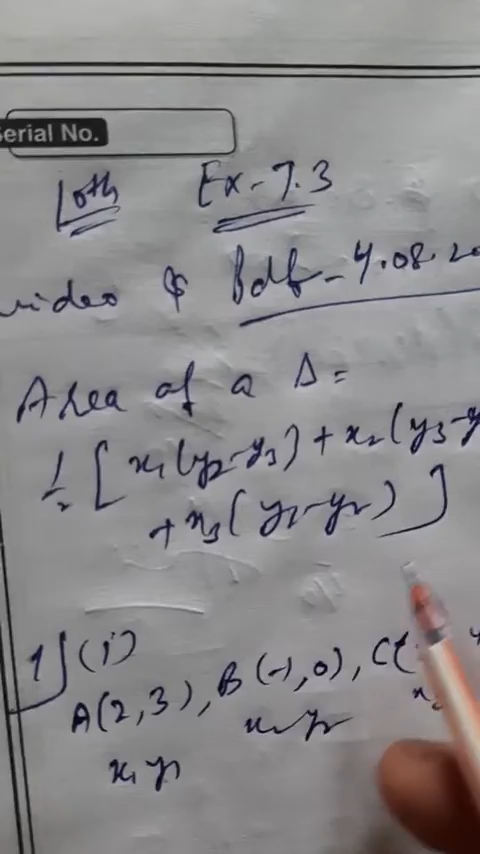 Serial No.
10th Ex-7.3
video & Pdf - 4.08.20
Area of a Δ =
1/2 [ x1(y2-y3) + x2(y3-y
+ x3(y1-y2) ]
1] (i)
A(2,3), B(-1,0), C(
x1 y1 x2 y2